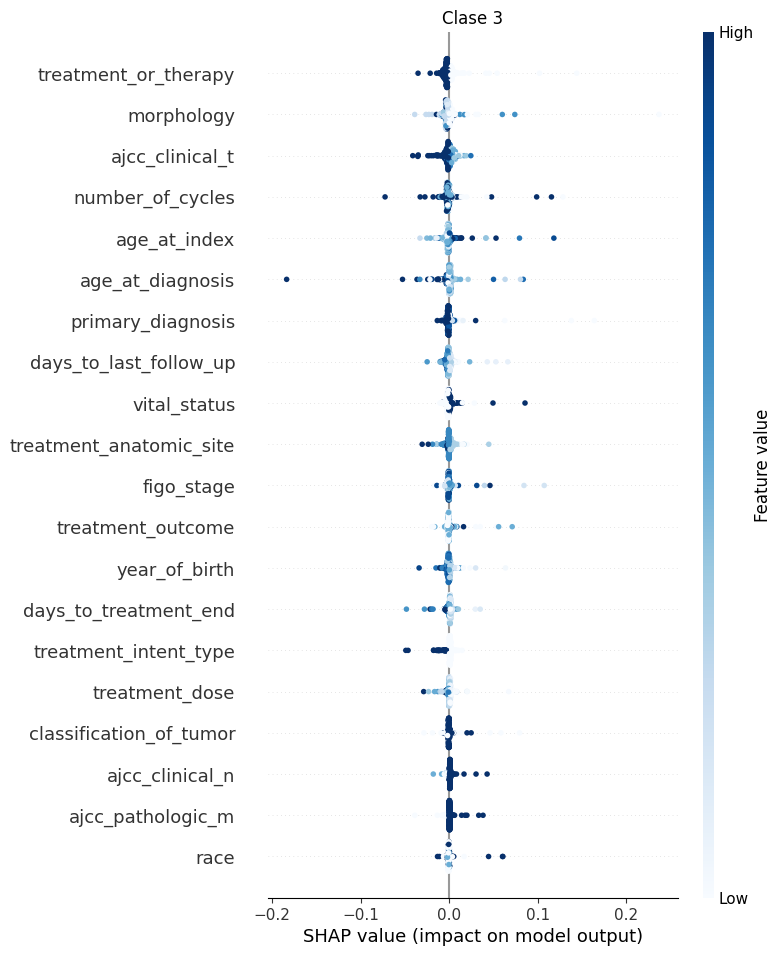 Clase 3
High
treatment_or_therapy
morphology
ajcc_clinical_t
number_of_cycles
age_at_index
age_at_diagnosis
primary_diagnosis
days_to_last_follow_up
vital_status
treatment_anatomic_site
figo_stage
treatment_outcome
year_of_birth
days_to_treatment_end
treatment_intent_type
treatment_dose
classification_of_tumor
ajcc_clinical_n
ajcc_pathologic_m
race
Feature value
Low
−0.2 −0.1 0.0 0.1 0.2
SHAP value (impact on model output)